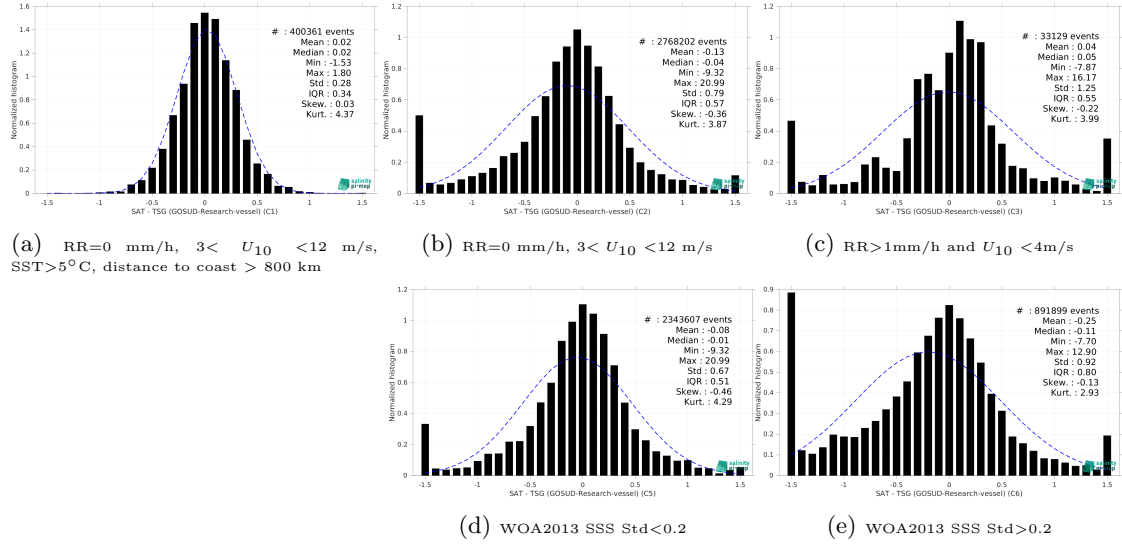 1.6
1.4
1.2
1
0.8
0.6
0.4
0.2
0
Normalized histogram
# : 400361 events
Mean : 0.02
Median : 0.02
Min : -1.53
Max : 1.80
Std : 0.28
IQR : 0.34
Skew. : 0.03
Kurt. : 4.37
salinity
pi-mep
-1.5 -1 -0.5 0 0.5 1 1.5
SAT - TSG (GOSUD-Research-vessel) (C1)
(a) RR=0 mm/h, 3< U10 <12 m/s,
SST>5°C, distance to coast > 800 km
1.2
1
0.8
0.6
0.4
0.2
0
Normalized histogram
# : 2768202 events
Mean : -0.13
Median : -0.04
Min : -9.32
Max : 20.99
Std : 0.79
IQR : 0.57
Skew. : -0.36
Kurt. : 3.87
salinity
pi-mep
-1.5 -1 -0.5 0 0.5 1 1.5
SAT - TSG (GOSUD-Research-vessel) (C2)
(b) RR=0 mm/h, 3< U10 <12 m/s
1.2
1
0.8
0.6
0.4
0.2
0
Normalized histogram
# : 33129 events
Mean : 0.04
Median : 0.05
Min : -7.87
Max : 16.17
Std : 1.25
IQR : 0.55
Skew. : -0.22
Kurt. : 3.99
salinity
pi-mep
-1.5 -1 -0.5 0 0.5 1 1.5
SAT - TSG (GOSUD-Research-vessel) (C3)
(c) RR>1mm/h and U10 <4m/s
1.2
1
0.8
0.6
0.4
0.2
0
Normalized histogram
# : 2343607 events
Mean : -0.08
Median : -0.01
Min : -9.32
Max : 20.99
Std : 0.67
IQR : 0.51
Skew. : -0.46
Kurt. : 4.29
salinity
pi-mep
-1.5 -1 -0.5 0 0.5 1 1.5
SAT - TSG (GOSUD-Research-vessel) (C5)
(d) WOA2013 SSS Std<0.2
0.9
0.8
0.7
0.6
0.5
0.4
0.3
0.2
0.1
0
Normalized histogram
# : 891899 events
Mean : -0.25
Median : -0.11
Min : -7.70
Max : 12.90
Std : 0.92
IQR : 0.80
Skew. : -0.13
Kurt. : 2.93
salinity
pi-mep
-1.5 -1 -0.5 0 0.5 1 1.5
SAT - TSG (GOSUD-Research-vessel) (C6)
(e) WOA2013 SSS Std>0.2